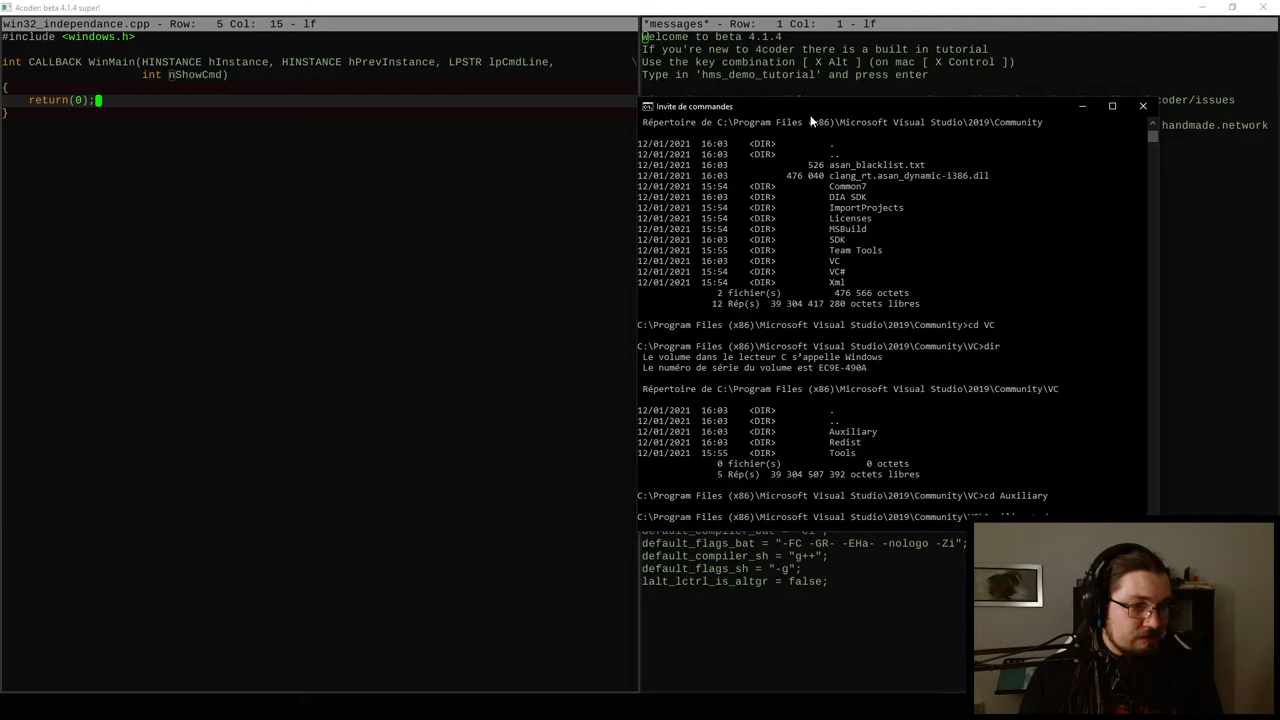 4coder: beta 4.1.4 super!
win32_independance.cpp - Row: 5 Col: 15 - lf
#include <windows.h>
int CALLBACK WinMain(HINSTANCE hInstance, HINSTANCE hPrevInstance, LPSTR lpCmdLine, \
int nShowCmd)
{
return(0);
}
*messages* - Row: 1 Col: 1 - lf
Welcome to beta 4.1.4
If you're new to 4coder there is a built in tutorial
Use the key combination [ X Alt ] (on mac [ X Control ])
Type in 'hms_demo_tutorial' and press enter
coder/issues
handmade.network
Invite de commandes
Répertoire de C:\Program Files (x86)\Microsoft Visual Studio\2019\Community
12/01/2021 16:03 <DIR> .
12/01/2021 16:03 <DIR> ..
12/01/2021 16:03 526 asan_blacklist.txt
12/01/2021 16:03 476 040 clang_rt.asan_dynamic-i386.dll
12/01/2021 15:54 <DIR> Common7
12/01/2021 16:03 <DIR> DIA SDK
12/01/2021 15:54 <DIR> ImportProjects
12/01/2021 15:54 <DIR> Licenses
12/01/2021 15:54 <DIR> MSBuild
12/01/2021 16:03 <DIR> SDK
12/01/2021 15:55 <DIR> Team Tools
12/01/2021 16:03 <DIR> VC
12/01/2021 15:54 <DIR> VC#
12/01/2021 15:54 <DIR> Xml
2 fichier(s) 476 566 octets
12 Rép(s) 39 304 417 280 octets libres
C:\Program Files (x86)\Microsoft Visual Studio\2019\Community>cd VC
C:\Program Files (x86)\Microsoft Visual Studio\2019\Community\VC>dir
Le volume dans le lecteur C s’appelle Windows
Le numéro de série du volume est EC9E-490A
Répertoire de C:\Program Files (x86)\Microsoft Visual Studio\2019\Community\VC
12/01/2021 16:03 <DIR> .
12/01/2021 16:03 <DIR> ..
12/01/2021 16:03 <DIR> Auxiliary
12/01/2021 16:03 <DIR> Redist
12/01/2021 15:55 <DIR> Tools
0 fichier(s) 0 octets
5 Rép(s) 39 304 507 392 octets libres
C:\Program Files (x86)\Microsoft Visual Studio\2019\Community\VC>cd Auxiliary
C:\Program Files (x86)\Microsoft Visual Studio\2019\Community\
default_flags_bat = "-FC -GR- -EHa- -nologo -Zi";
default_compiler_sh = "g++";
default_flags_sh = "-g";
lalt_lctrl_is_altgr = false;